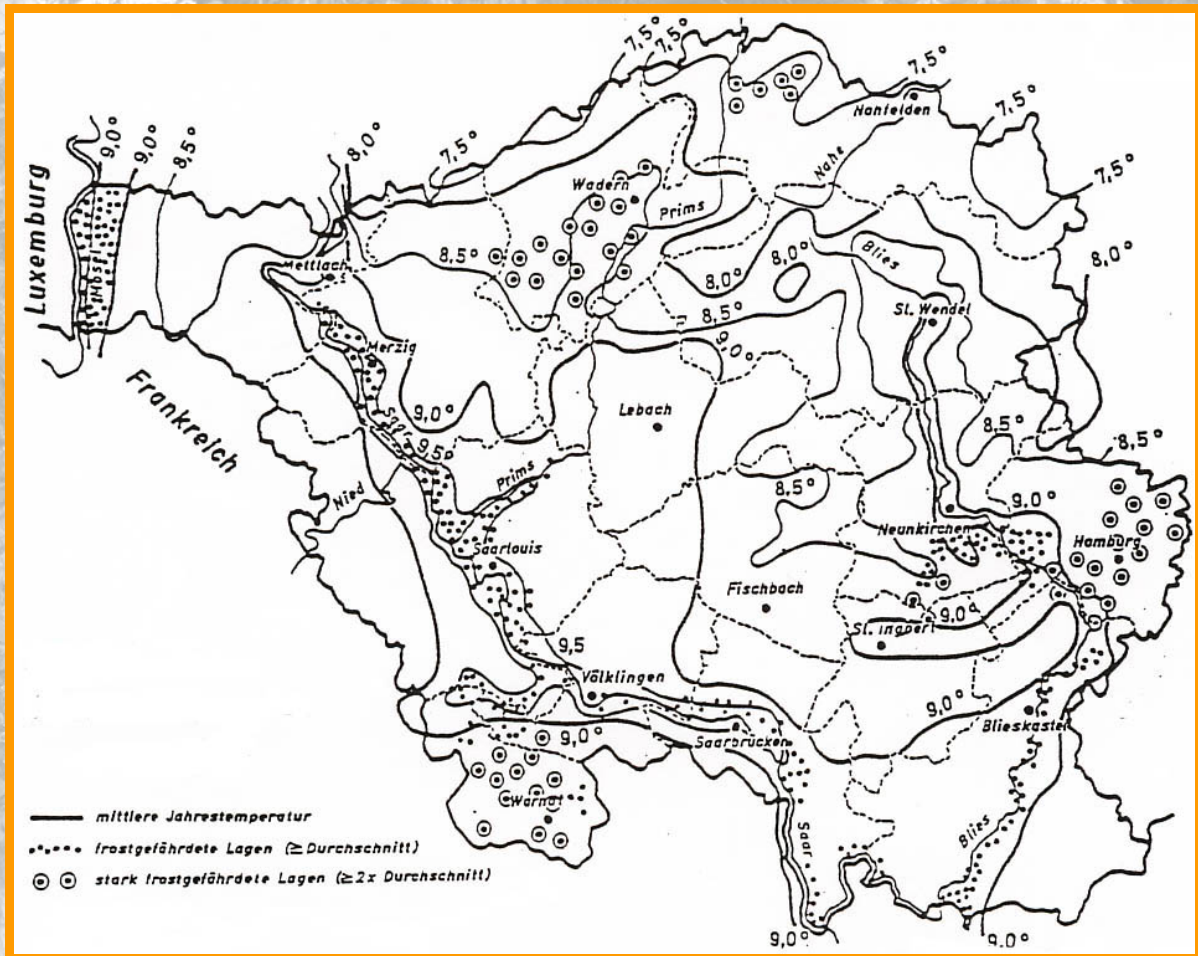 7,5°
7,5°
7,5°
Nonfelden
7,5°
9,0°
9,0°
8,5°
8,0°
7,5°
Nahe
Luxemburg
Wadern
Prims
7,5°
Mosel
Mettlach
8,5°
8,0°
8,0°
Blies
8,0°
8,5°
St. Wendel
Merzig
9,0°
Frankreich
Saar
9,0°
Lebach
9,5°
8,5°
8,5°
Prims
Nied
8,5°
9,0°
Neunkirchen
Homburg
Saarlouis
Fischbach
9,0°
St. Ingbert
9,5
Völklingen
9,0°
Blieskastel
9,0°
Saarbrücken
Warndt
Saar
Blies
mittlere Jahrestemperatur
frostgefährdete Lagen (≥ Durchschnitt)
stark frostgefährdete Lagen (≥ 2x Durchschnitt)
9,0°
9,0°